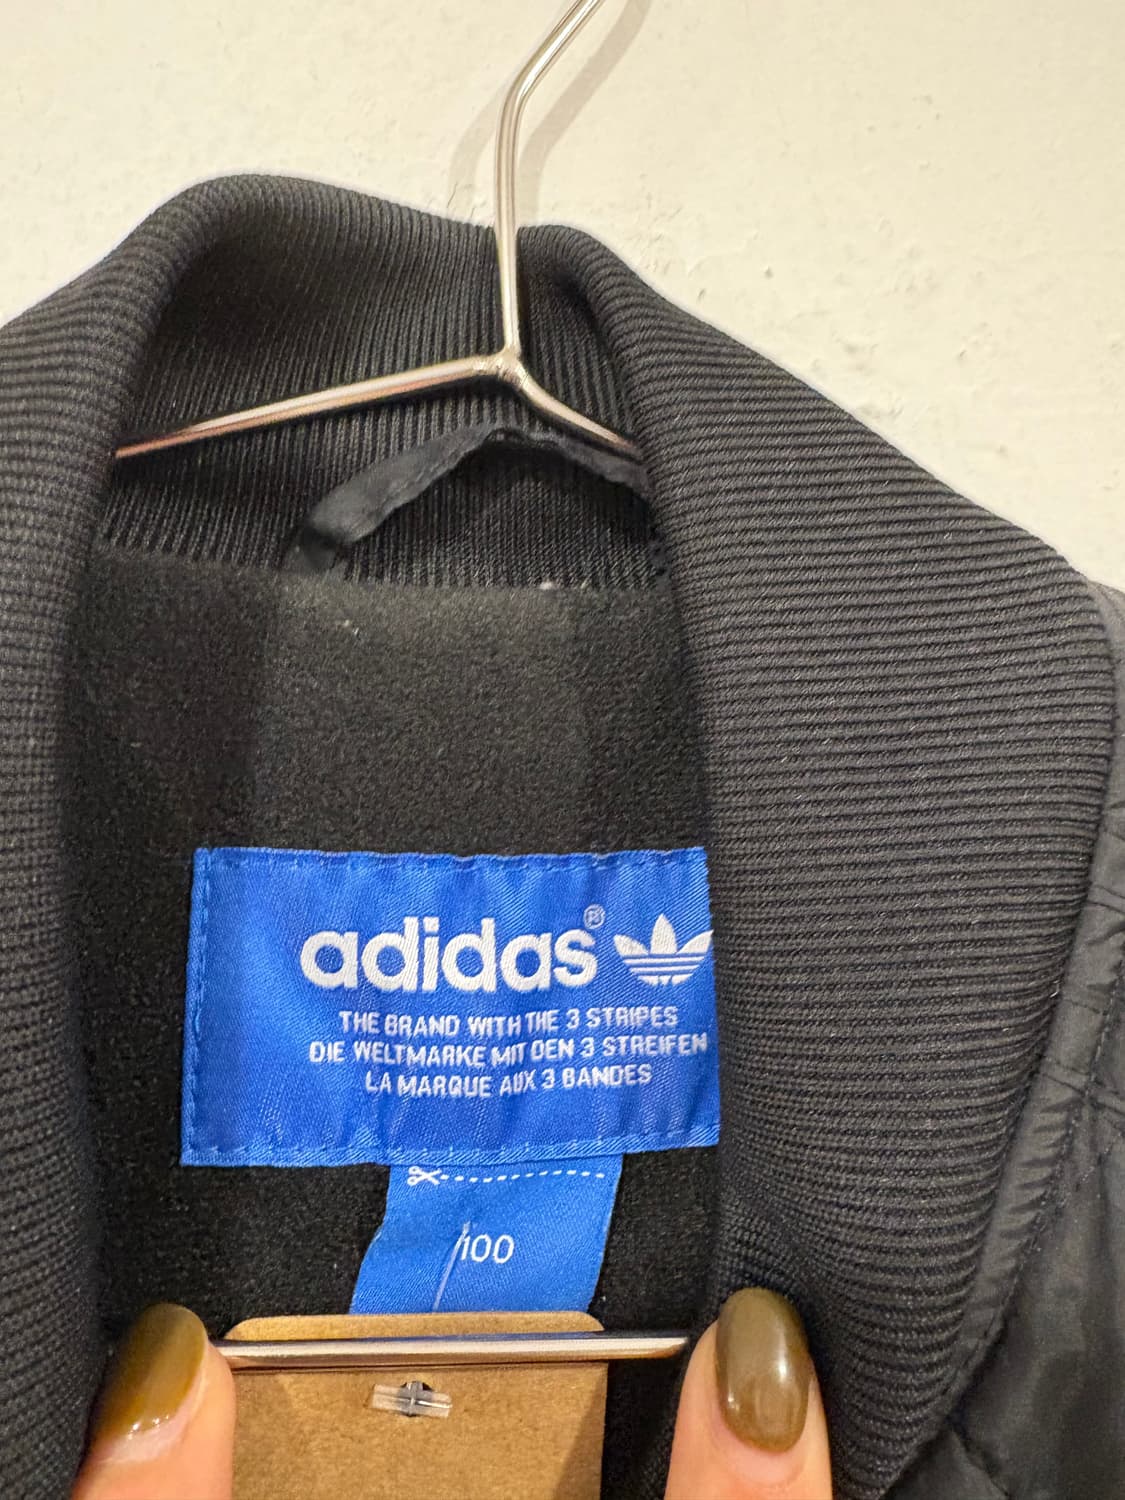 adidas®
THE BRAND WITH THE 3 STRIPES
DIE WELTMARKE MIT DEN 3 STREIFEN
LA MARQUE AUX 3 BANDES
100